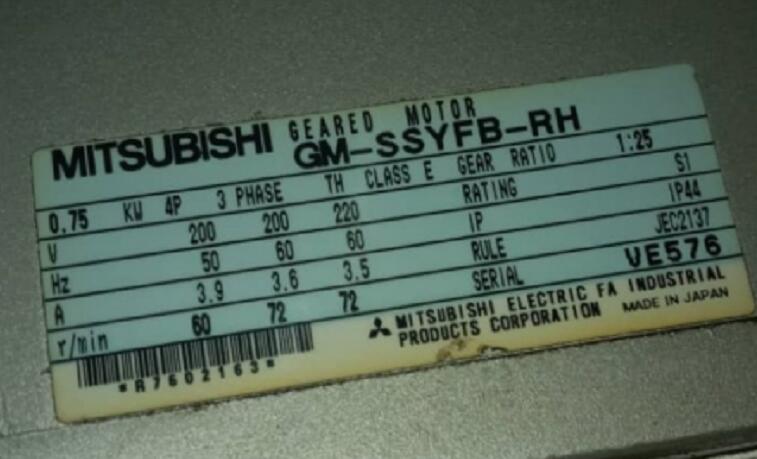 MITSUBISHI GEARED MOTOR
GM-SSYFB-RH
0.75 KW 4P 3 PHASE TH CLASS E GEAR RATIO 1:25
V 200 200 220 RATING S1
Hz 50 60 60 IP IP44
A 3.9 3.6 3.5 RULE JEC2137
r/min 60 72 72 SERIAL VE576
*A7602163*
MITSUBISHI ELECTRIC FA INDUSTRIAL
PRODUCTS CORPORATION MADE IN JAPAN